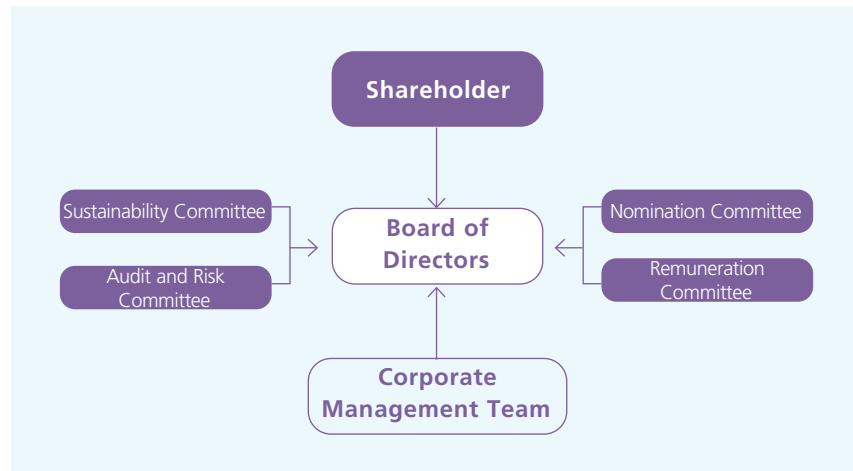 Shareholder
Sustainability Committee
Audit and Risk
Committee
Board of
Directors
Nomination Committee
Remuneration
Committee
Corporate
Management Team